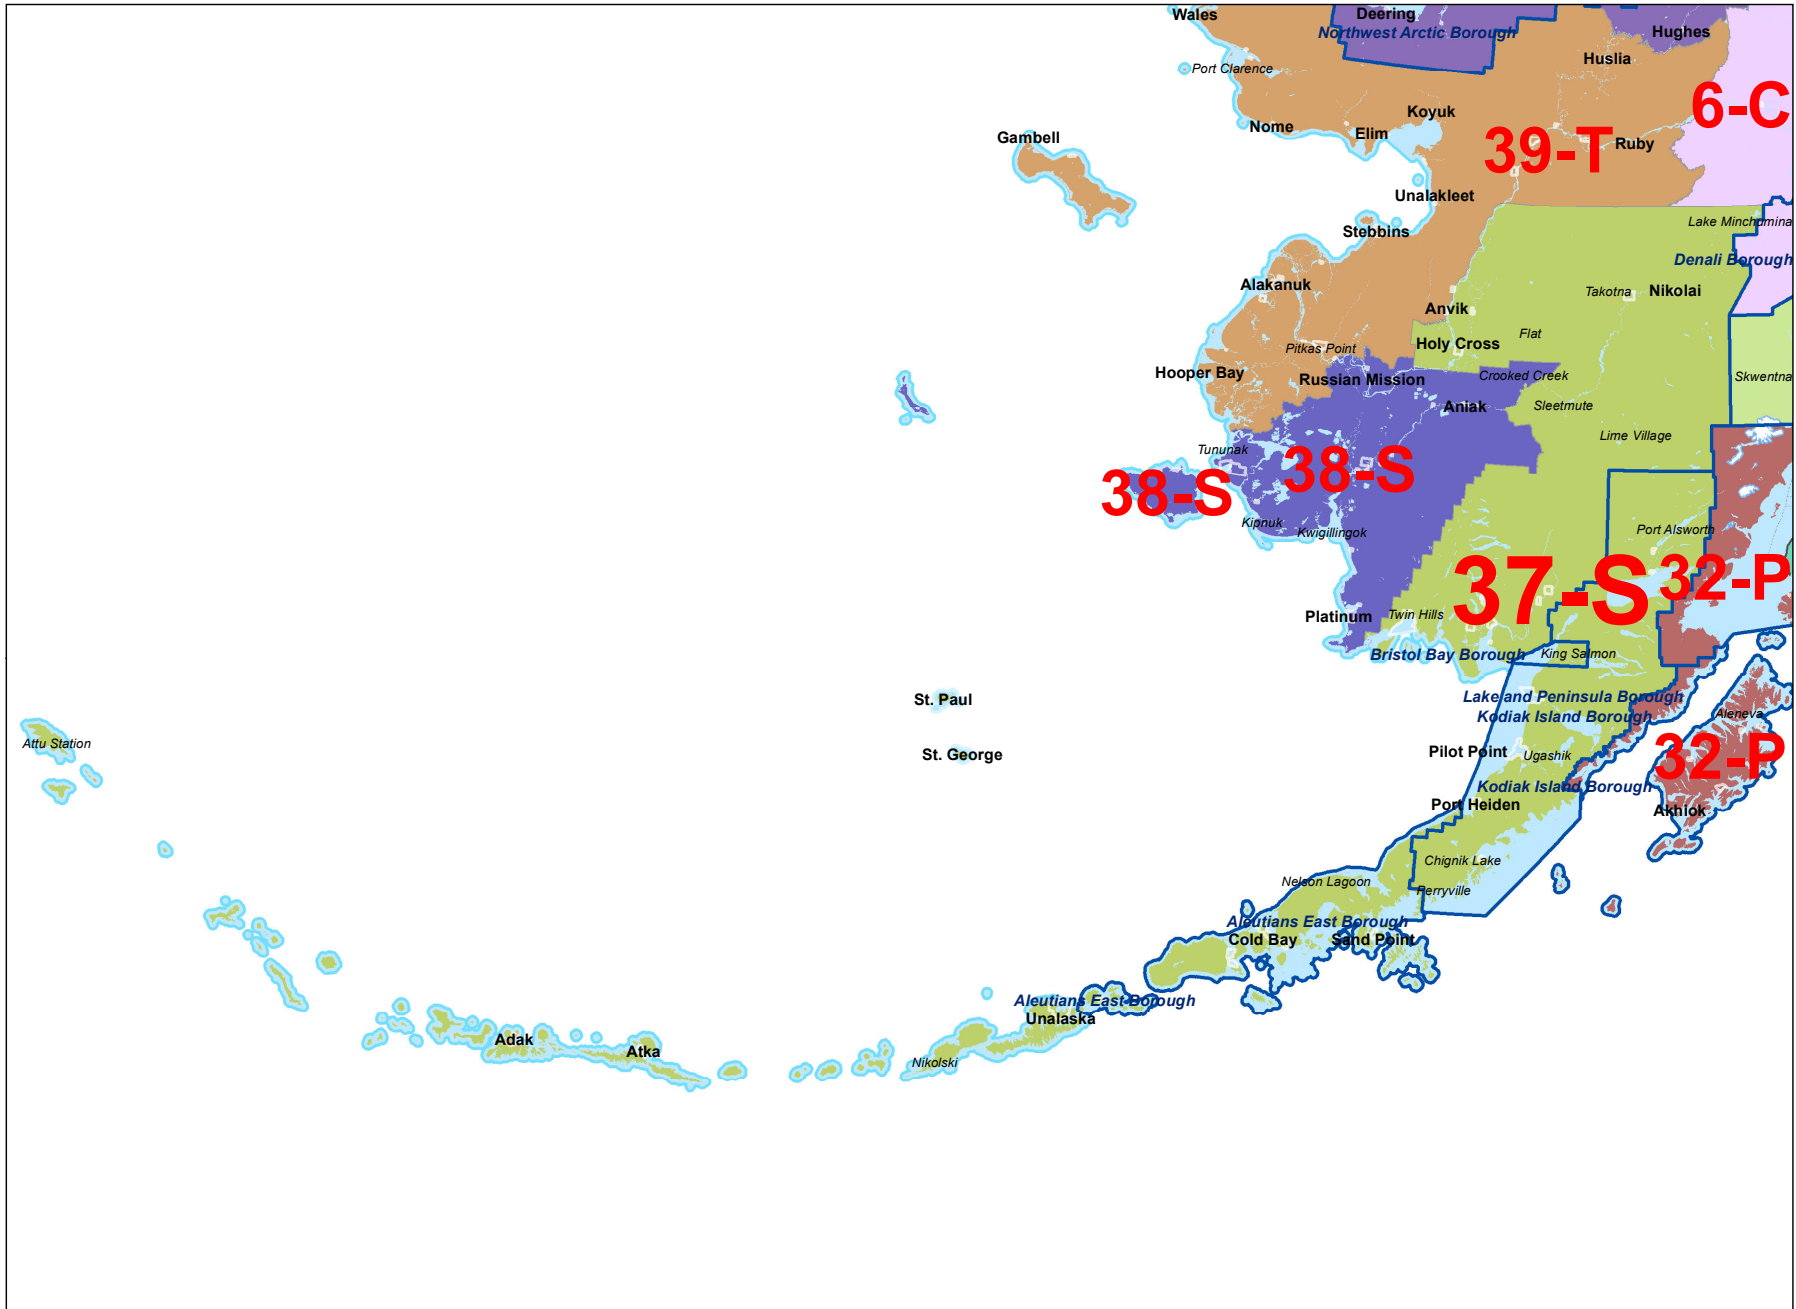 Wales
Deering
Northwest Arctic Borough
Hughes
Huslia
Port Clarence
6-C
Koyuk
Nome
Elim
39-T
Ruby
Gambell
Unalakleet
Stebbins
Lake Minchumina
Denali Borough
Alakanuk
Takotna
Nikolai
Anvik
Flat
Holy Cross
Pitkas Point
Hooper Bay
Russian Mission
Crooked Creek
Skwentna
Aniak
Sleetmute
Lime Village
Tununak
38-S
38-S
Kipnuk
Kwigillingok
Port Alsworth
37-S
32-P
Platinum
Twin Hills
Bristol Bay Borough
King Salmon
St. Paul
Lake and Peninsula Borough
Kodiak Island Borough
Aleneva
Attu Station
St. George
Pilot Point
Ugashik
32-P
Kodiak Island Borough
Port Heiden
Akhiok
Chignik Lake
Nelson Lagoon
Perryville
Aleutians East Borough
Cold Bay
Sand Point
Aleutians East Borough
Unalaska
Adak
Atka
Nikolski